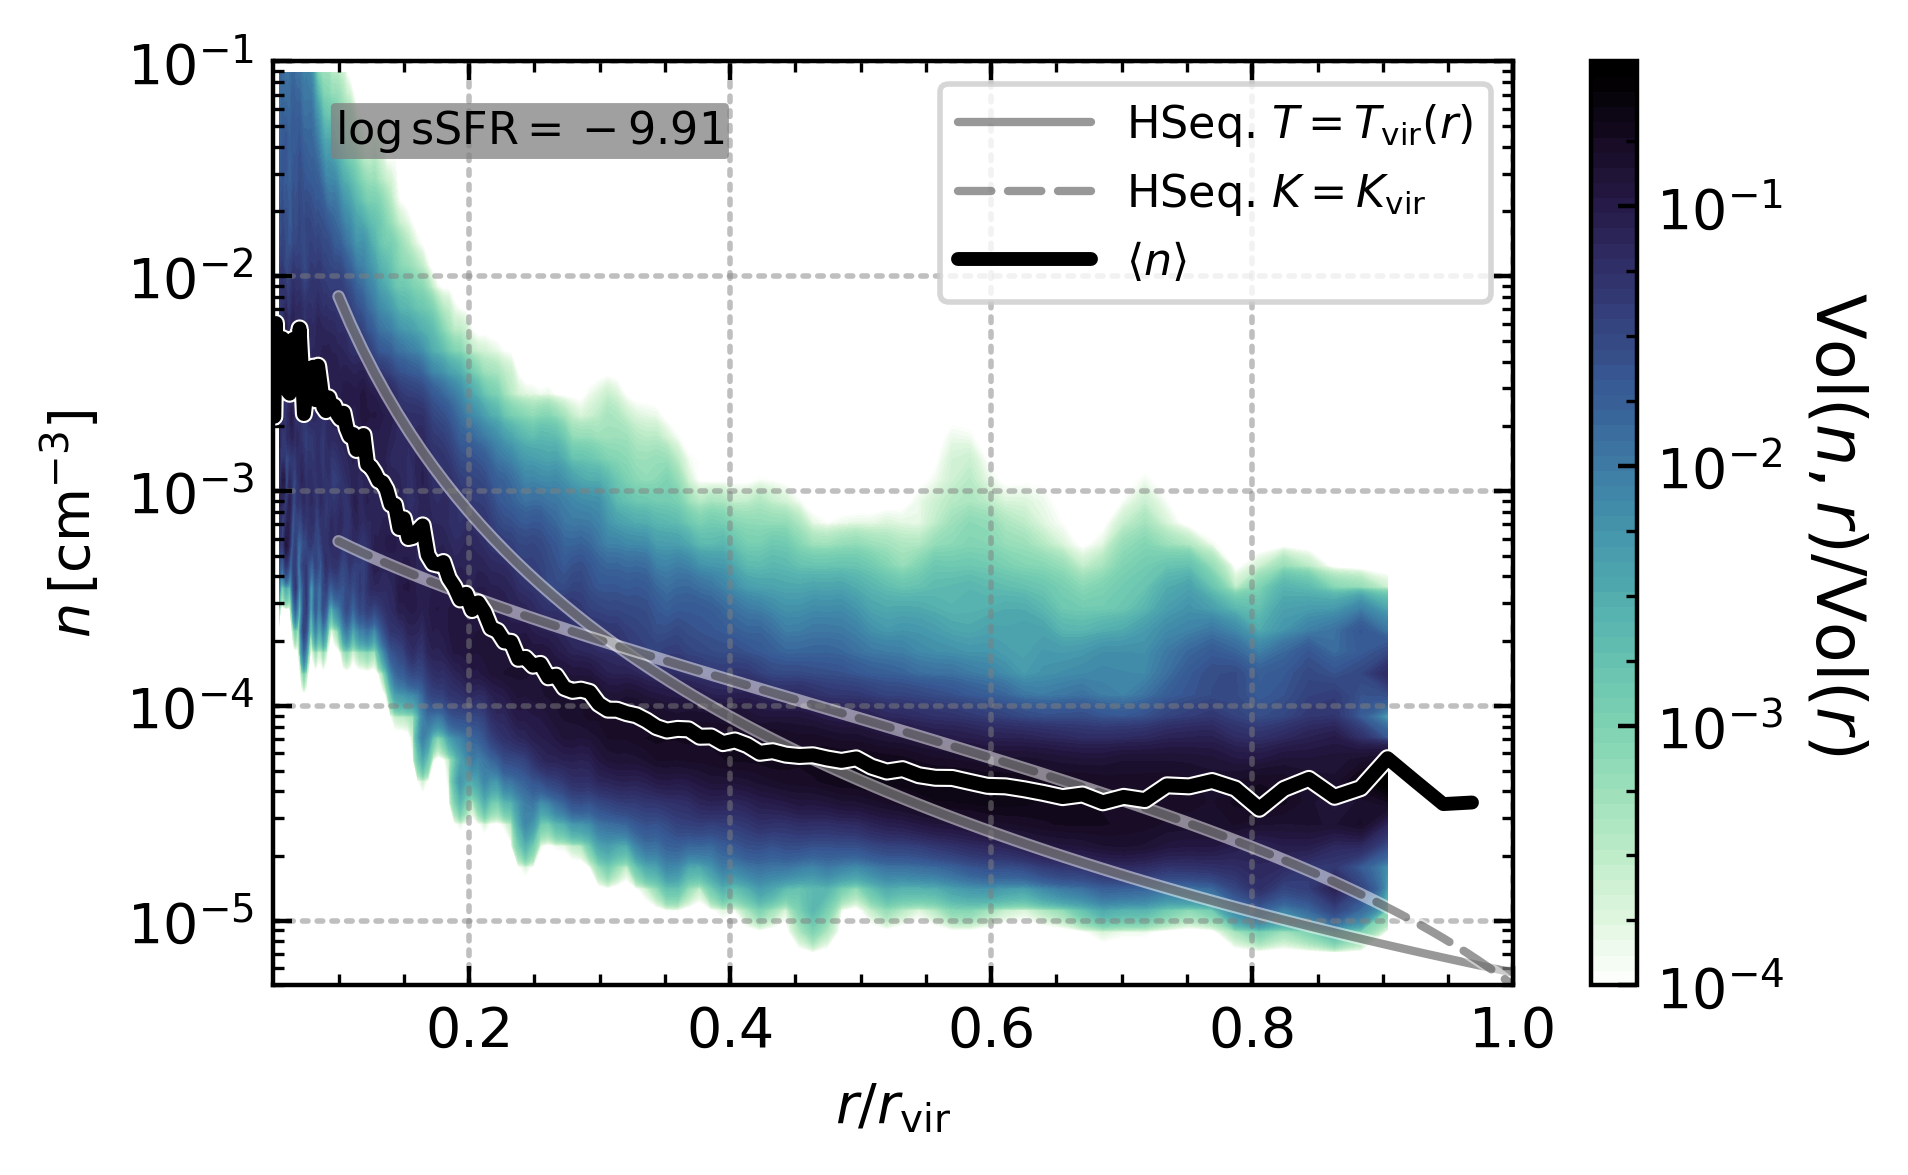 10⁻¹
10⁻²
10⁻³
10⁻⁴
10⁻⁵
n [cm⁻³]
log sSFR = −9.91
HSeq. T = T_vir(r)
HSeq. K = K_vir
⟨n⟩
0.2 0.4 0.6 0.8 1.0
r/r_vir
10⁻¹
10⁻²
10⁻³
10⁻⁴
Vol(n, r)/Vol(r)